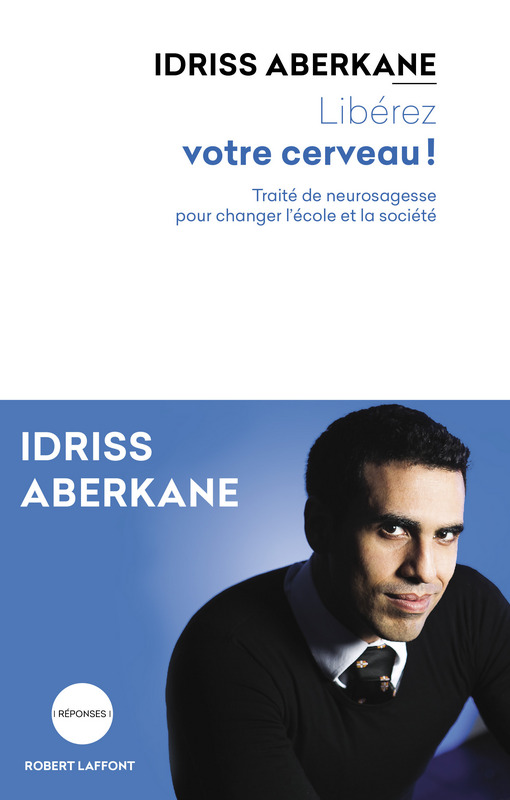 IDRISS ABERKANE
Libérez
votre cerveau !
Traité de neurosagesse
pour changer l'école et la société
IDRISS
ABERKANE
| RÉPONSES |
ROBERT LAFFONT